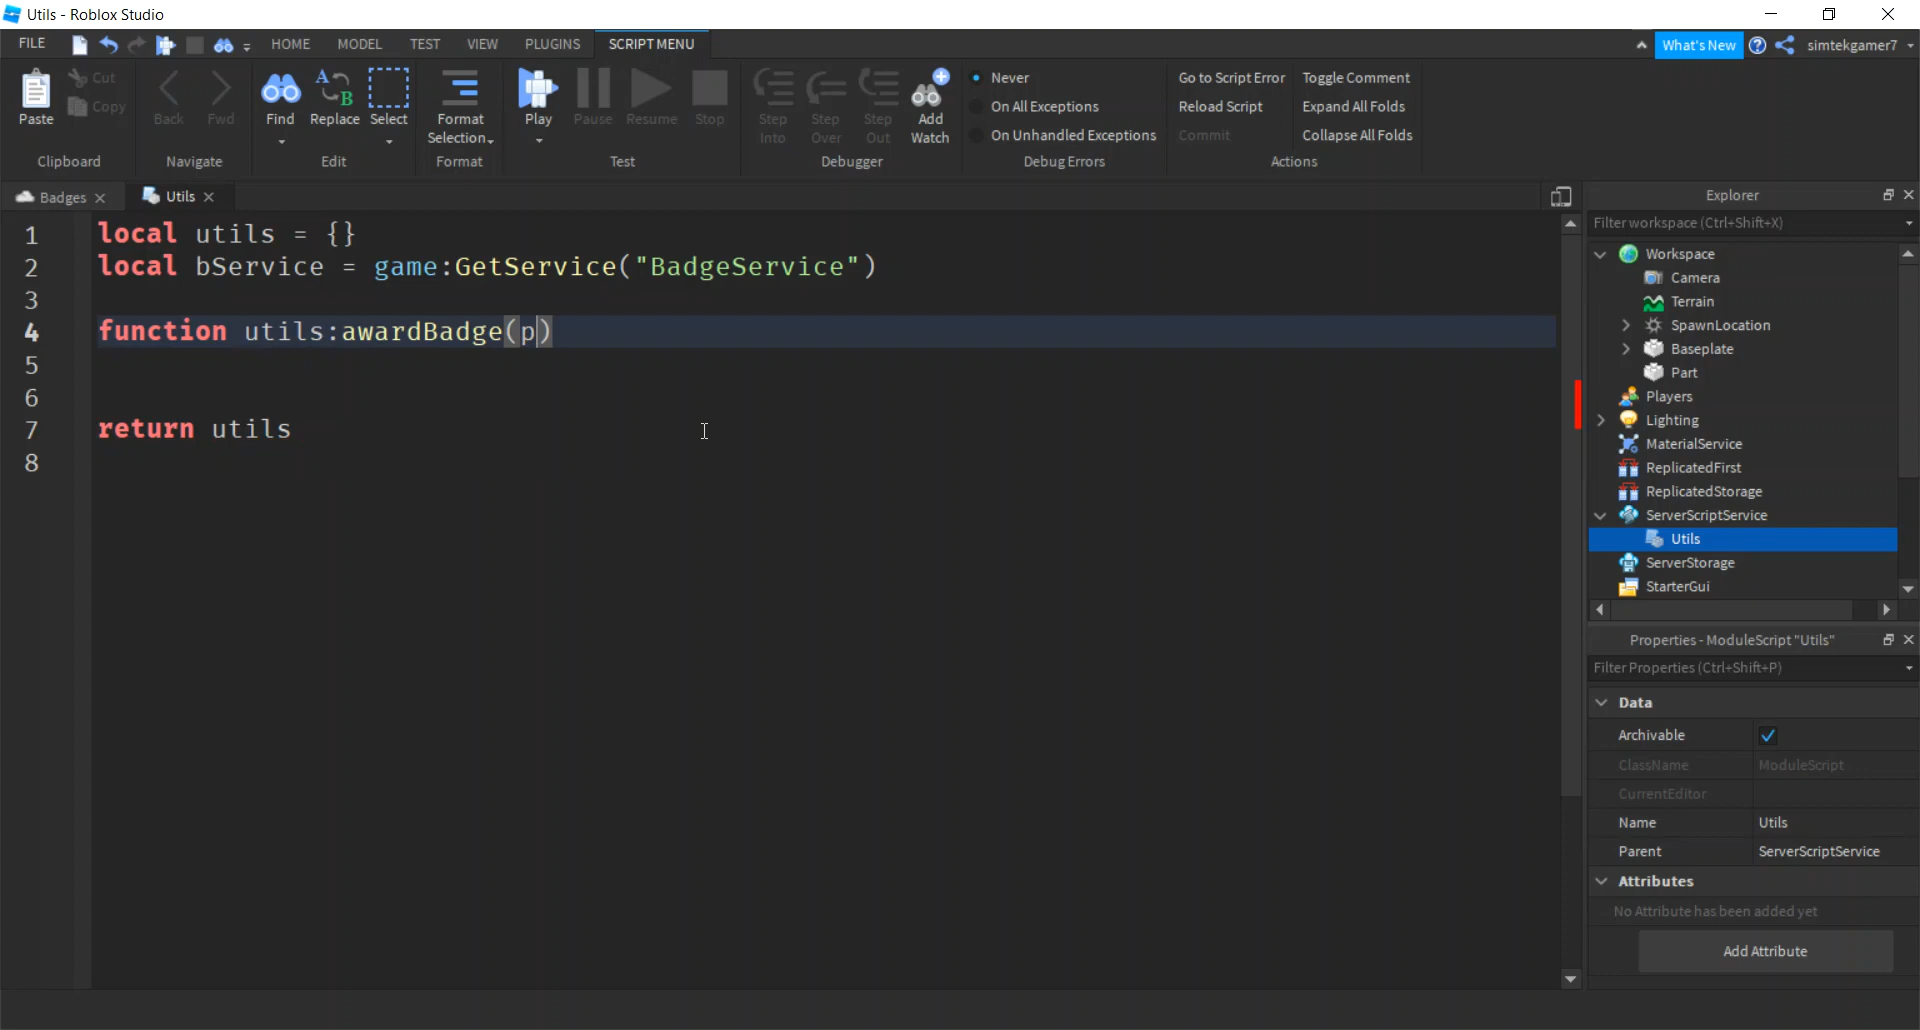 Utils - Roblox Studio
FILE HOME MODEL TEST VIEW PLUGINS SCRIPT MENU What's New simtekgamer7
Paste Cut Copy Back Fwd Find Replace Select Format Selection Play Pause Resume Stop Step Into Step Over Step Out Add Watch
Never
On All Exceptions
On Unhandled Exceptions
Go to Script Error
Reload Script
Commit
Toggle Comment
Expand All Folds
Collapse All Folds
Clipboard Navigate Edit Format Test Debugger Debug Errors Actions
Badges Utils
1 local utils = {}
2 local bService = game:GetService("BadgeService")
3
4 function utils:awardBadge(p)
5
6
7 return utils
8
Explorer
Filter workspace (Ctrl+Shift+X)
Workspace
Camera
Terrain
SpawnLocation
Baseplate
Part
Players
Lighting
MaterialService
ReplicatedFirst
ReplicatedStorage
ServerScriptService
Utils
ServerStorage
StarterGui
Properties - ModuleScript "Utils"
Filter Properties (Ctrl+Shift+P)
Data
Archivable
ClassName ModuleScript
CurrentEditor
Name Utils
Parent ServerScriptService
Attributes
No Attribute has been added yet
Add Attribute